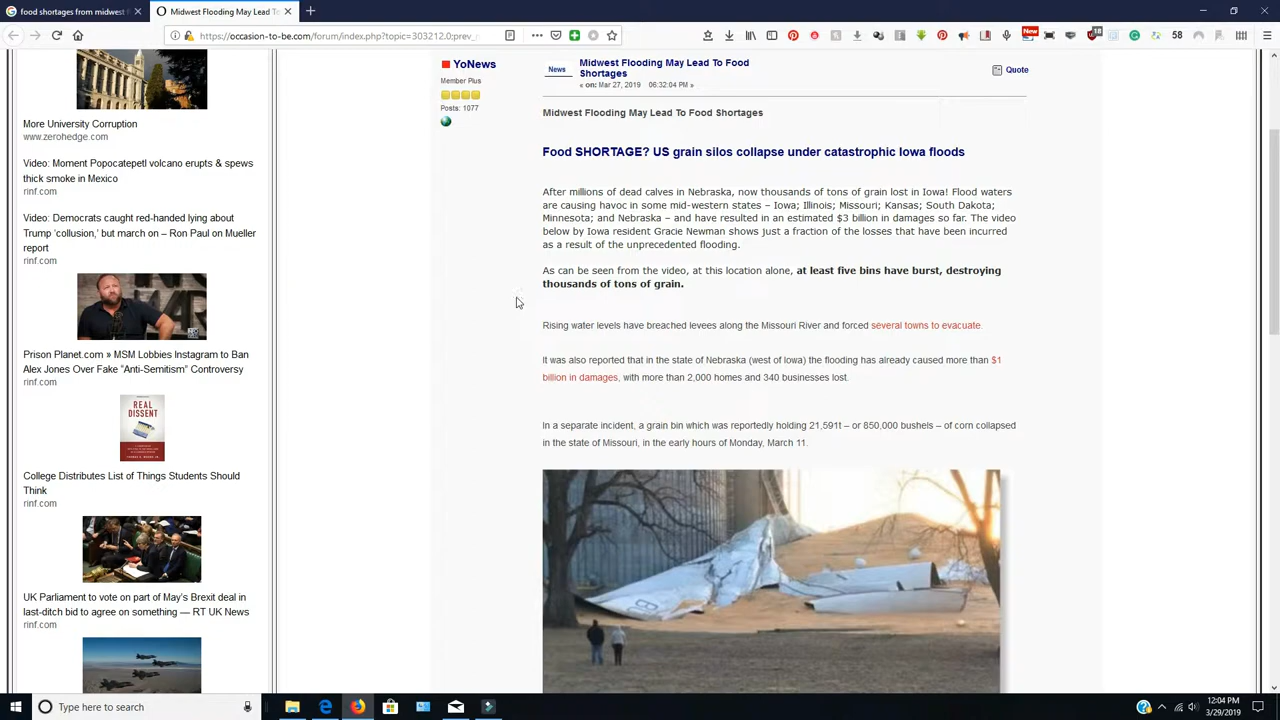 food shortages from midwest f
Midwest Flooding May Lead To F
https://occasion-to-be.com/forum/index.php?topic=303212.0;prev_n
New
18
58
More University Corruption
www.zerohedge.com
Video: Moment Popocatepetl volcano erupts & spews
thick smoke in Mexico
rinf.com
Video: Democrats caught red-handed lying about
Trump 'collusion,' but march on – Ron Paul on Mueller
report
rinf.com
Prison Planet.com » MSM Lobbies Instagram to Ban
Alex Jones Over Fake "Anti-Semitism" Controversy
rinf.com
REAL
DISSENT
College Distributes List of Things Students Should
Think
rinf.com
UK Parliament to vote on part of May's Brexit deal in
last-ditch bid to agree on something — RT UK News
rinf.com
YoNews
Member Plus
Posts: 1077
News
Midwest Flooding May Lead To Food
Shortages
« on: Mar 27, 2019 06:32:04 PM »
Quote
Midwest Flooding May Lead To Food Shortages
Food SHORTAGE? US grain silos collapse under catastrophic Iowa floods
After millions of dead calves in Nebraska, now thousands of tons of grain lost in Iowa! Flood waters
are causing havoc in some mid-western states – Iowa; Illinois; Missouri; Kansas; South Dakota;
Minnesota; and Nebraska – and have resulted in an estimated $3 billion in damages so far. The video
below by Iowa resident Gracie Newman shows just a fraction of the losses that have been incurred
as a result of the unprecedented flooding.
As can be seen from the video, at this location alone, at least five bins have burst, destroying
thousands of tons of grain.
Rising water levels have breached levees along the Missouri River and forced several towns to evacuate.
It was also reported that in the state of Nebraska (west of Iowa) the flooding has already caused more than $1
billion in damages, with more than 2,000 homes and 340 businesses lost.
In a separate incident, a grain bin which was reportedly holding 21,591t – or 850,000 bushels – of corn collapsed
in the state of Missouri, in the early hours of Monday, March 11.
Type here to search
12:04 PM
3/29/2019